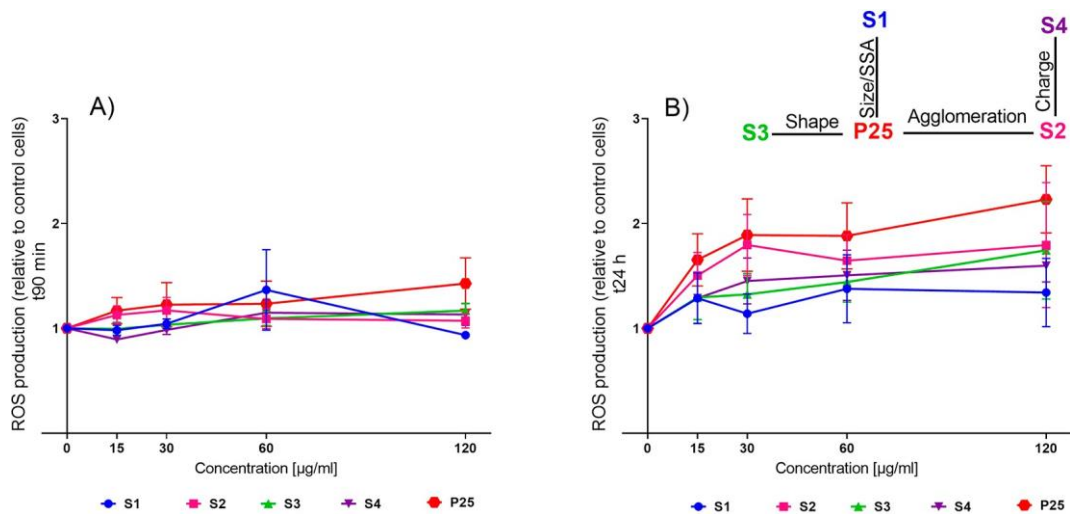 A)
ROS production (relative to control cells)
t90 min
3
2
1
0 15 30 60 120
Concentration [µg/ml]
S1 S2 S3 S4 P25
B)
S1 S4
Size/SSA Charge
S3 Shape P25 Agglomeration S2
ROS production (relative to control cells)
t24 h
3
2
1
0 15 30 60 120
Concentration [µg/ml]
S1 S2 S3 S4 P25